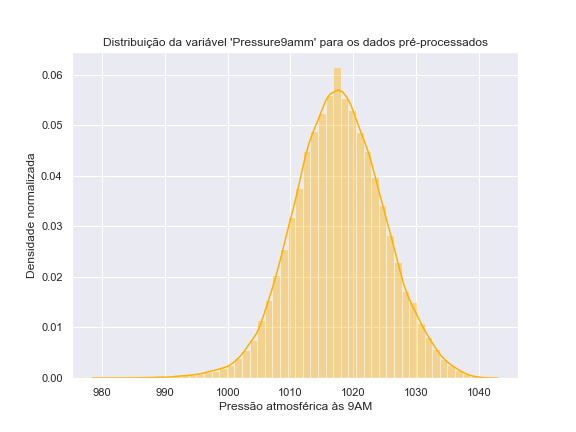 Distribuição da variável 'Pressure9amm' para os dados pré-processados
Densidade normalizada
0.06
0.05
0.04
0.03
0.02
0.01
0.00
980 990 1000 1010 1020 1030 1040
Pressão atmosférica às 9AM